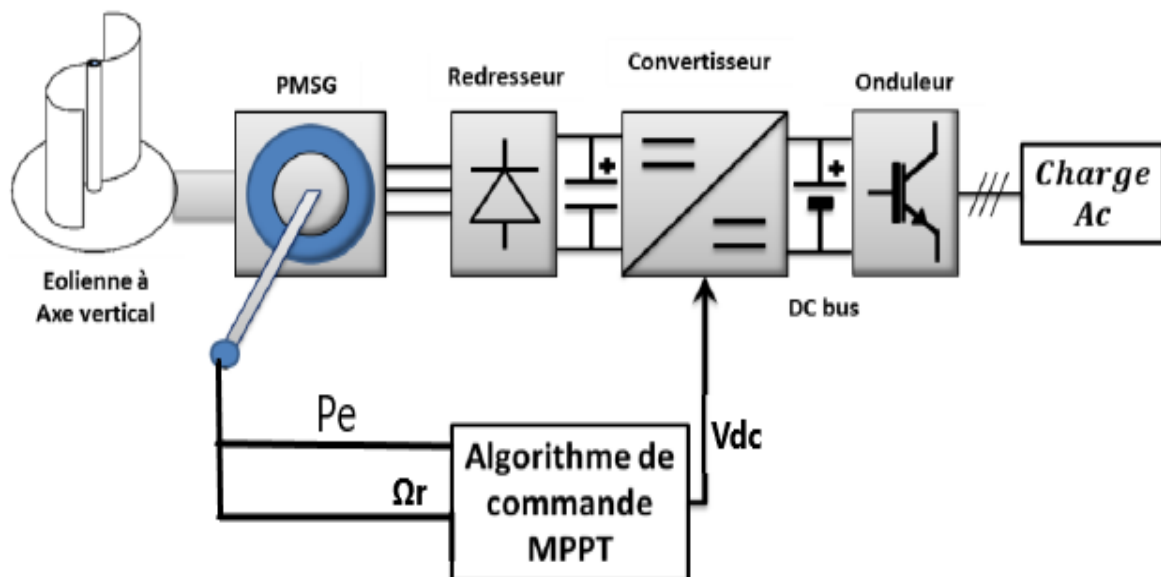 Convertisseur
Redresseur
Onduleur
PMSG
+
+
Charge
Ac
Eolienne à
Axe vertical
DC bus
Pe
Vdc
Ωr
Algorithme de
commande
MPPT